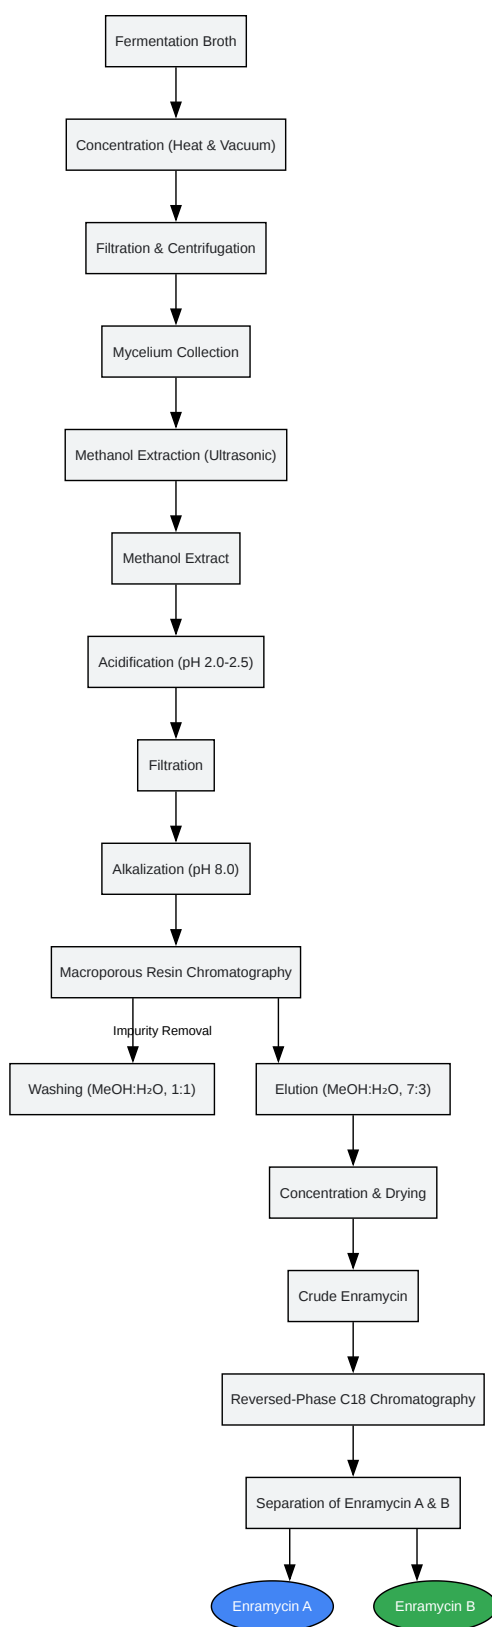 Fermentation Broth
Concentration (Heat & Vacuum)
Filtration & Centrifugation
Mycelium Collection
Methanol Extraction (Ultrasonic)
Methanol Extract
Acidification (pH 2.0-2.5)
Filtration
Alkalization (pH 8.0)
Macroporous Resin Chromatography
Impurity Removal
Washing (MeOH:H₂O, 1:1)
Elution (MeOH:H₂O, 7:3)
Concentration & Drying
Crude Enramycin
Reversed-Phase C18 Chromatography
Separation of Enramycin A & B
Enramycin A
Enramycin B